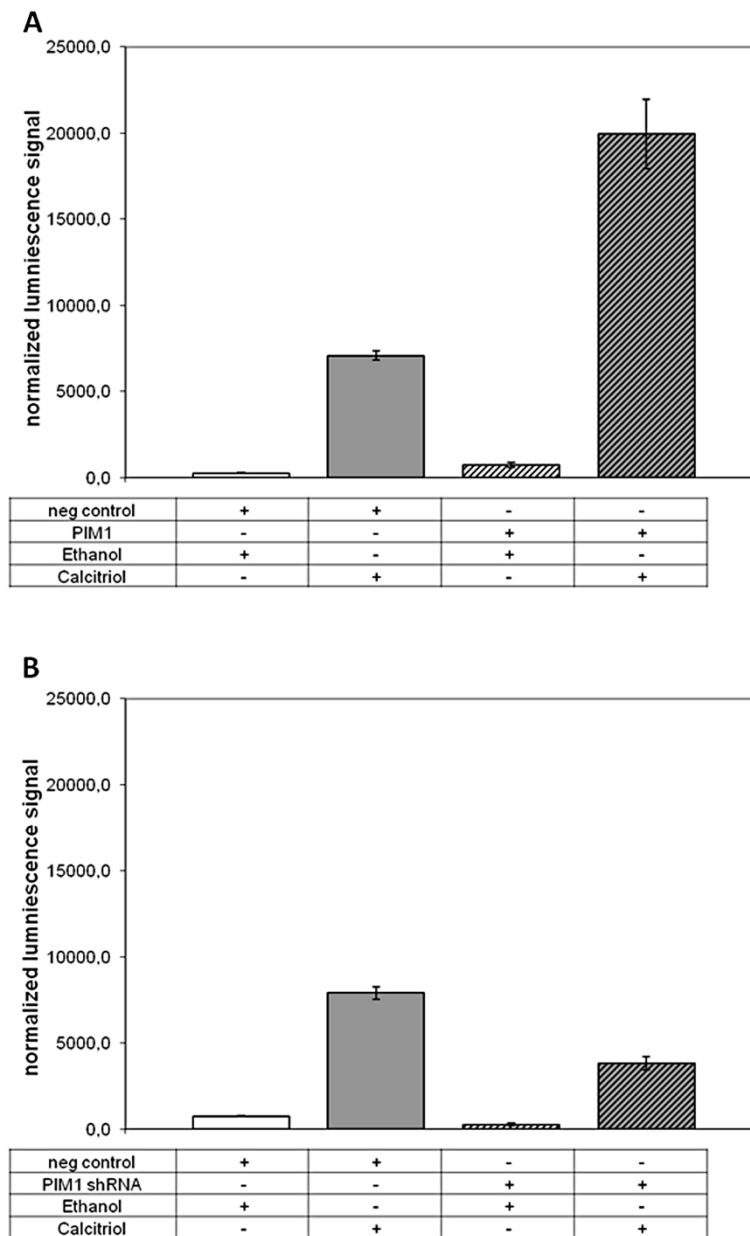 A
normalized lumniescence signal
25000,0
20000,0
15000,0
10000,0
5000,0
0,0
neg control + + - -
PIM1 - - + +
Ethanol + - + -
Calcitriol - + - +
B
normalized lumniescence signal
25000,0
20000,0
15000,0
10000,0
5000,0
0,0
neg control + + - -
PIM1 shRNA - - + +
Ethanol + - + -
Calcitriol - + - +